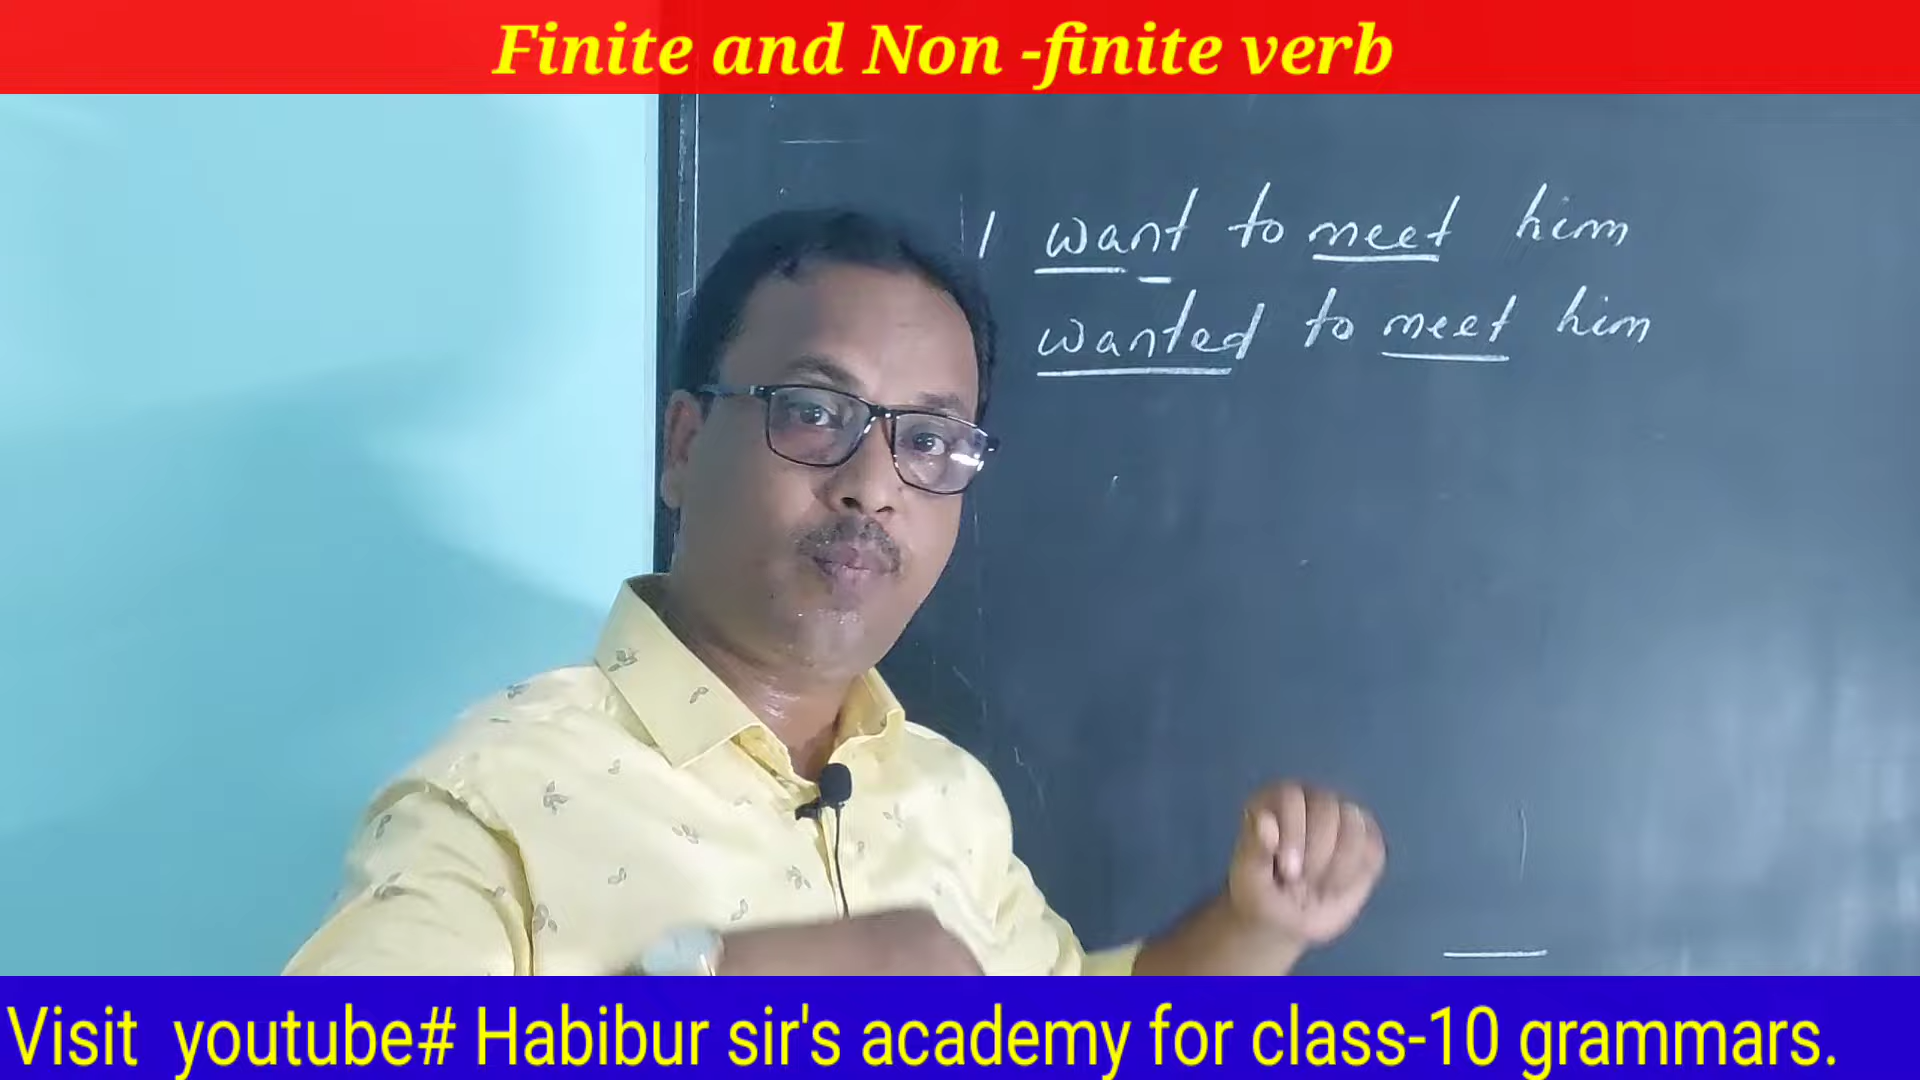 Finite and Non -finite verb
I want to meet him
wanted to meet him
Visit youtube# Habibur sir's academy for class-10 grammars.